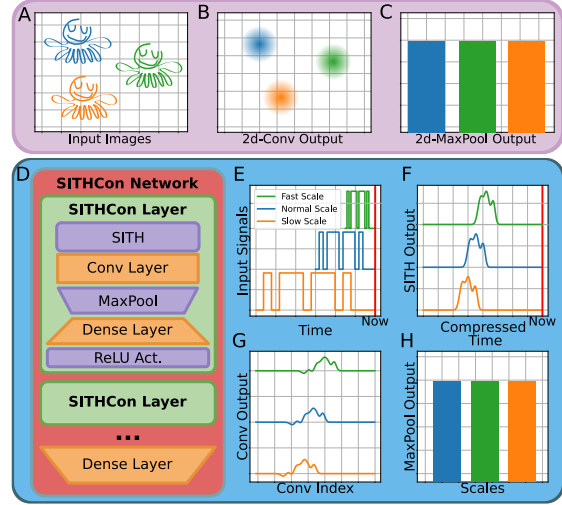 A
B
C
Input Images
2d-Conv Output
2d-MaxPool Output
D
SITHCon Network
SITHCon Layer
SITH
Conv Layer
MaxPool
Dense Layer
ReLU Act.
SITHCon Layer
...
Dense Layer
E
Input Signals
Fast Scale
Normal Scale
Slow Scale
Time
Now
F
SITH Output
Compressed
Time
Now
G
Conv Output
Conv Index
H
MaxPool Output
Scales